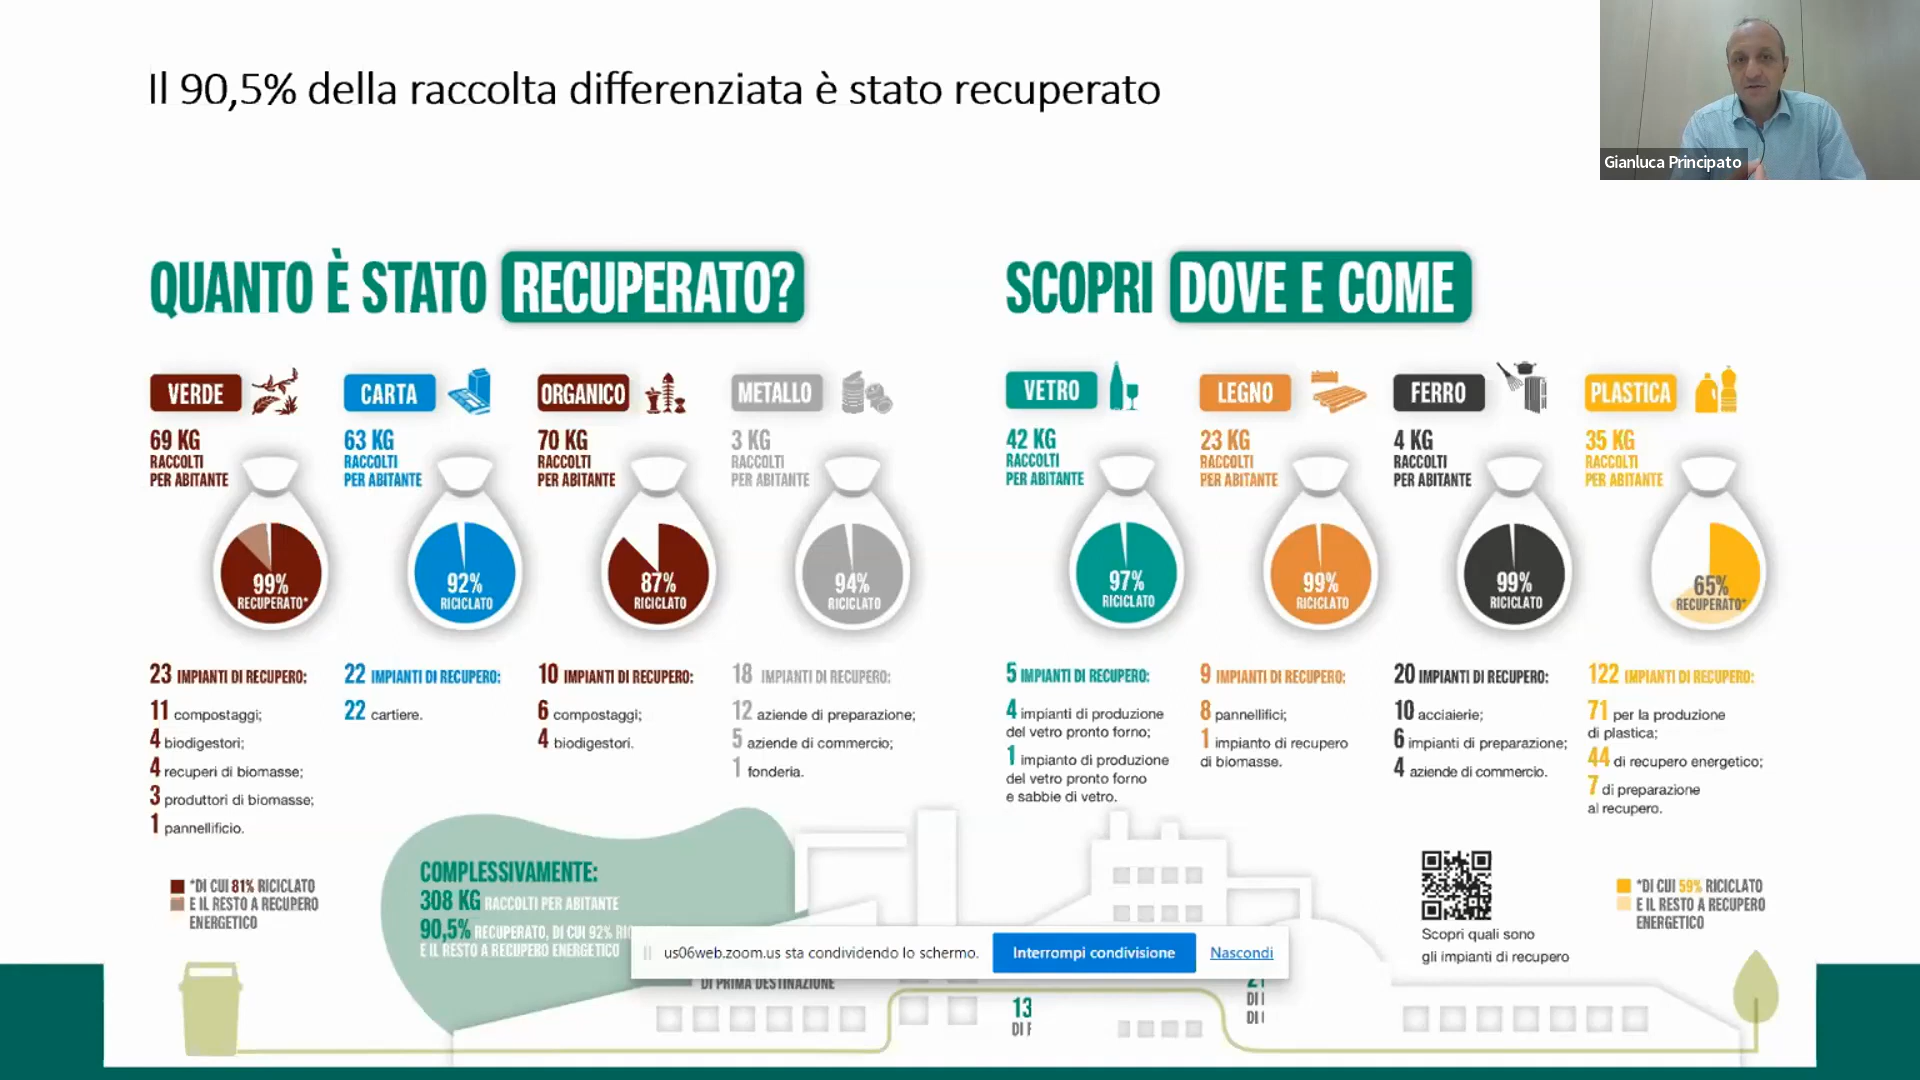 Il 90,5% della raccolta differenziata è stato recuperato
Gianluca Principato
QUANTO È STATO RECUPERATO?
SCOPRI DOVE E COME
VERDE
69 KG
RACCOLTI
PER ABITANTE
99%
RECUPERATO*
23 IMPIANTI DI RECUPERO:
11 compostaggi;
4 biodigestori;
4 recuperi di biomasse;
3 produttori di biomasse;
1 pannellificio.
CARTA
63 KG
RACCOLTI
PER ABITANTE
92%
RICICLATO
22 IMPIANTI DI RECUPERO:
22 cartiere.
ORGANICO
70 KG
RACCOLTI
PER ABITANTE
87%
RICICLATO
10 IMPIANTI DI RECUPERO:
6 compostaggi;
4 biodigestori.
METALLO
3 KG
RACCOLTI
PER ABITANTE
94%
RICICLATO
18 IMPIANTI DI RECUPERO:
12 aziende di preparazione;
5 aziende di commercio;
1 fonderia.
VETRO
42 KG
RACCOLTI
PER ABITANTE
97%
RICICLATO
5 IMPIANTI DI RECUPERO:
4 impianti di produzione
del vetro pronto forno;
1 impianto di produzione
del vetro pronto forno
e sabbie di vetro.
LEGNO
23 KG
RACCOLTI
PER ABITANTE
99%
RICICLATO
9 IMPIANTI DI RECUPERO:
8 pannellifici;
1 impianto di recupero
di biomasse.
FERRO
4 KG
RACCOLTI
PER ABITANTE
99%
RICICLATO
20 IMPIANTI DI RECUPERO:
10 acciaierie;
6 impianti di preparazione;
4 aziende di commercio.
PLASTICA
35 KG
RACCOLTI
PER ABITANTE
65%
RECUPERATO*
122 IMPIANTI DI RECUPERO:
71 per la produzione
di plastica;
44 di recupero energetico;
7 di preparazione
al recupero.
*DI CUI 81% RICICLATO
E IL RESTO A RECUPERO
ENERGETICO
COMPLESSIVAMENTE:
308 KG RACCOLTI PER ABITANTE
90,5% RECUPERATO, DI CUI 92%
E IL RESTO A RECUPERO ENERGETICO
us06web.zoom.us sta condividendo lo schermo.
Interrompi condivisione
Nascondi
DI PRIMA DESTINAZIONE
13
DI
DI
DI
Scopri quali sono
gli impianti di recupero
*DI CUI 59% RICICLATO
E IL RESTO A RECUPERO
ENERGETICO